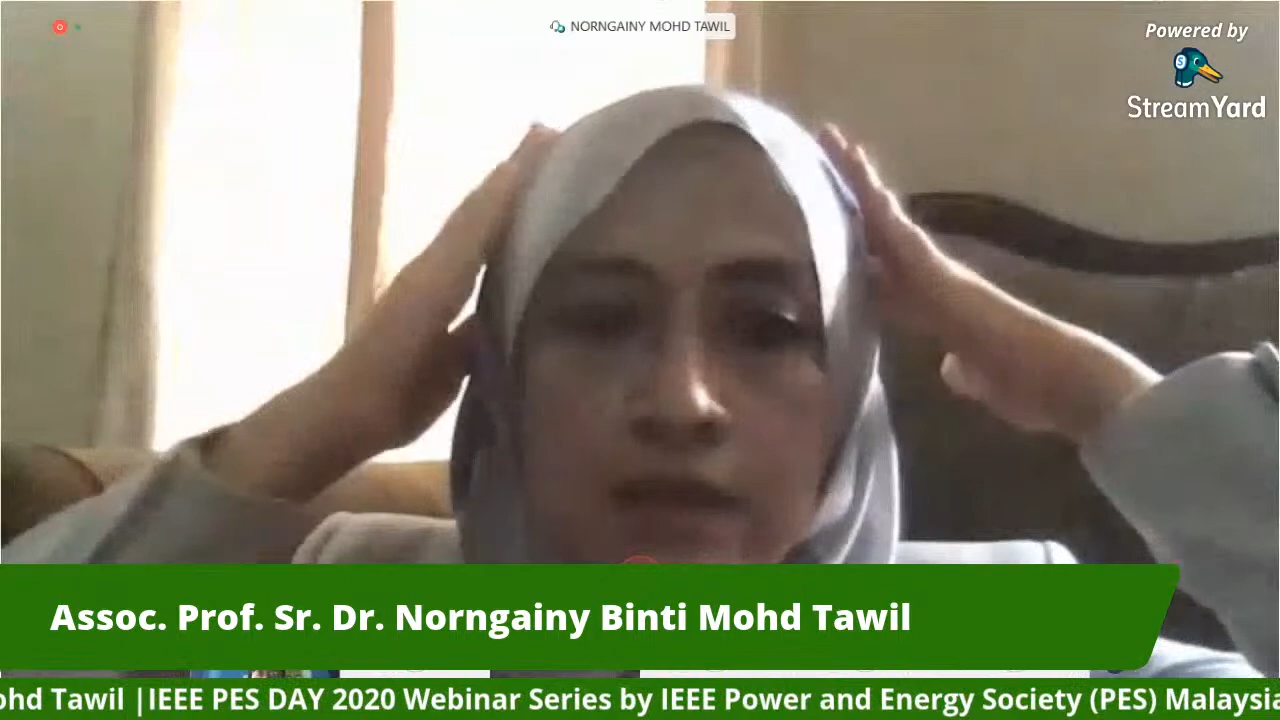 NORNGAINY MOHD TAWIL
Powered by
StreamYard
Assoc. Prof. Sr. Dr. Norngainy Binti Mohd Tawil
ohd Tawil |IEEE PES DAY 2020 Webinar Series by IEEE Power and Energy Society (PES) Malaysia